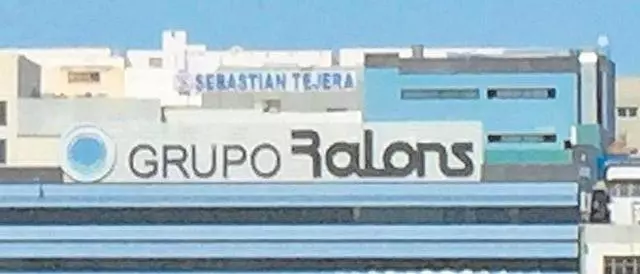 SEBASTIAN TEJERA
GRUPO Ralons